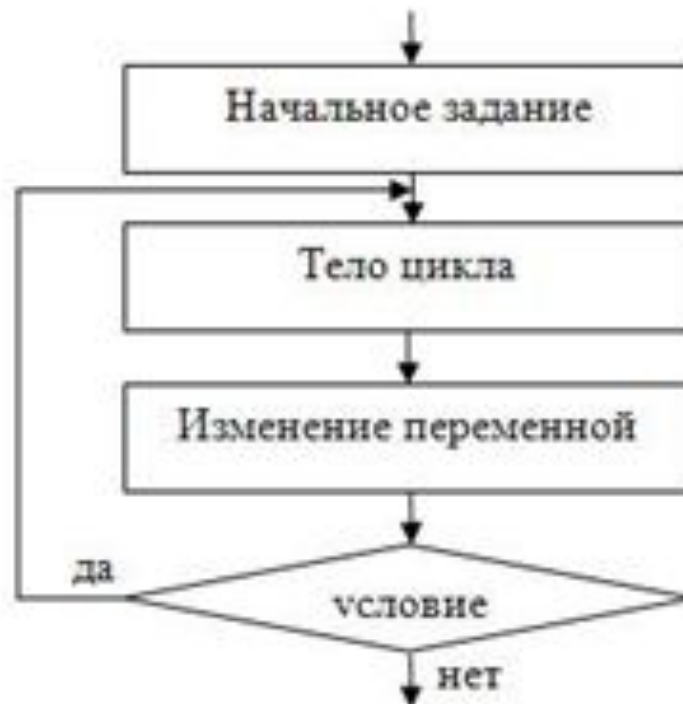 Начальное задание
Тело цикла
Изменение переменной
да
условие
нет